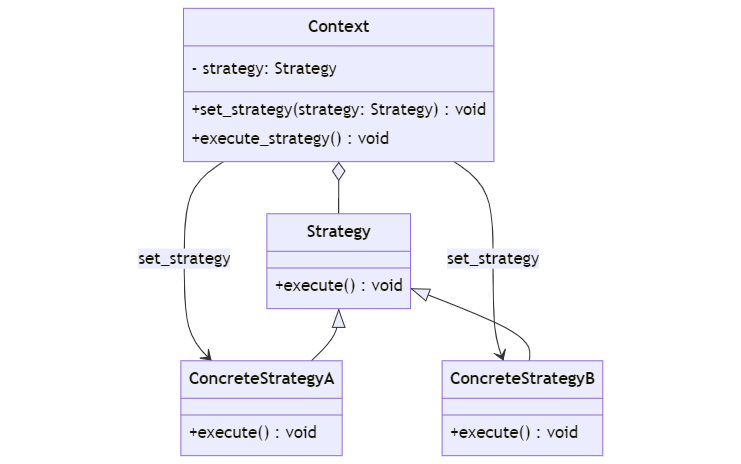 Context
- strategy: Strategy
+set_strategy(strategy: Strategy) : void
+execute_strategy() : void
Strategy
+execute() : void
set_strategy
set_strategy
ConcreteStrategyA
+execute() : void
ConcreteStrategyB
+execute() : void